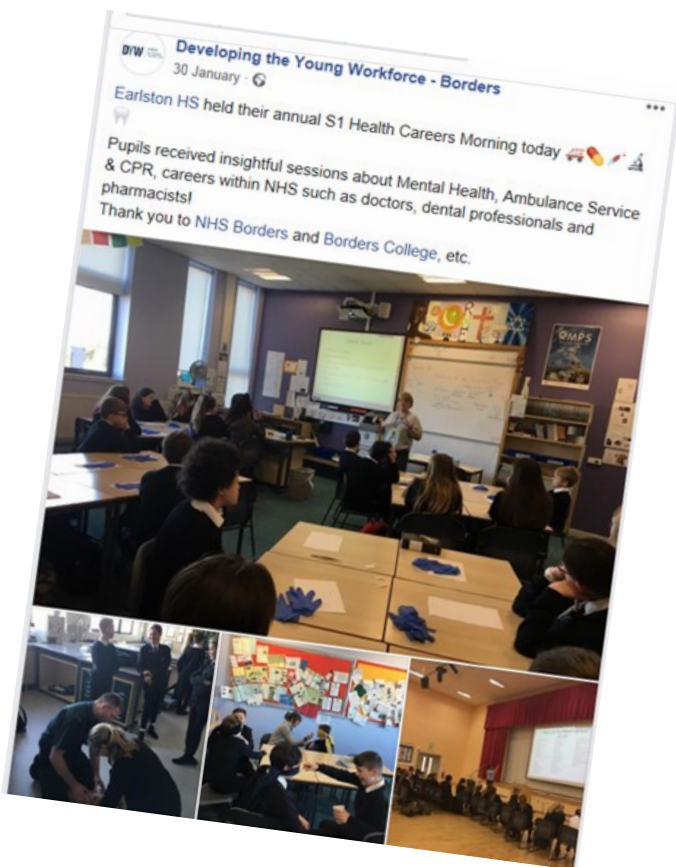 DYW
Developing the Young Workforce - Borders
30 January
Earlston HS held their annual S1 Health Careers Morning today
Pupils received insightful sessions about Mental Health, Ambulance Service
& CPR, careers within NHS such as doctors, dental professionals and
pharmacists!
Thank you to NHS Borders and Borders College, etc.
OMPS